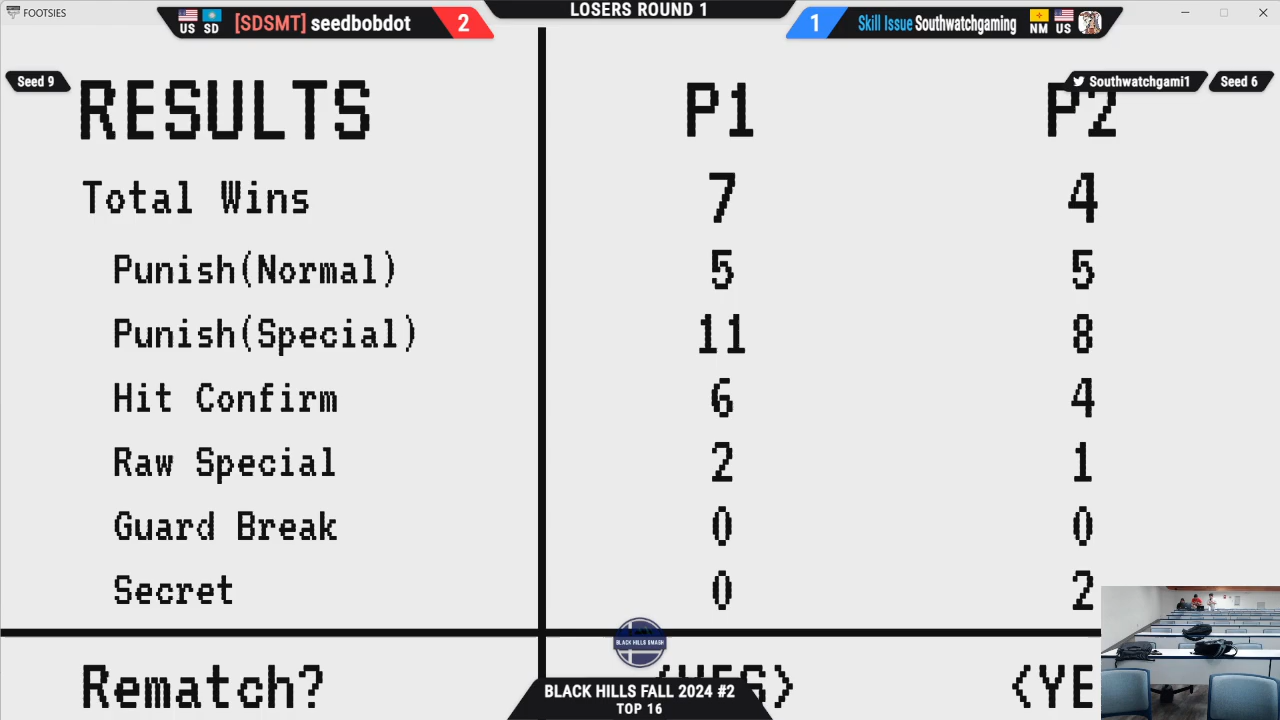 FOOTSIES
LOSERS ROUND 1
US SD [SDSMT] seedbobdot 2
1 Skill Issue Southwatchgaming NM US
Seed 9
Southwatchgami1 Seed 6
RESULTS P1 P2
Total Wins 7 4
Punish(Normal) 5 5
Punish(Special) 11 8
Hit Confirm 6 4
Raw Special 2 1
Guard Break 0 0
Secret 0 2
BLACK HILLS SMASH
Rematch? <YES> <YE
BLACK HILLS FALL 2024 #2
TOP 16